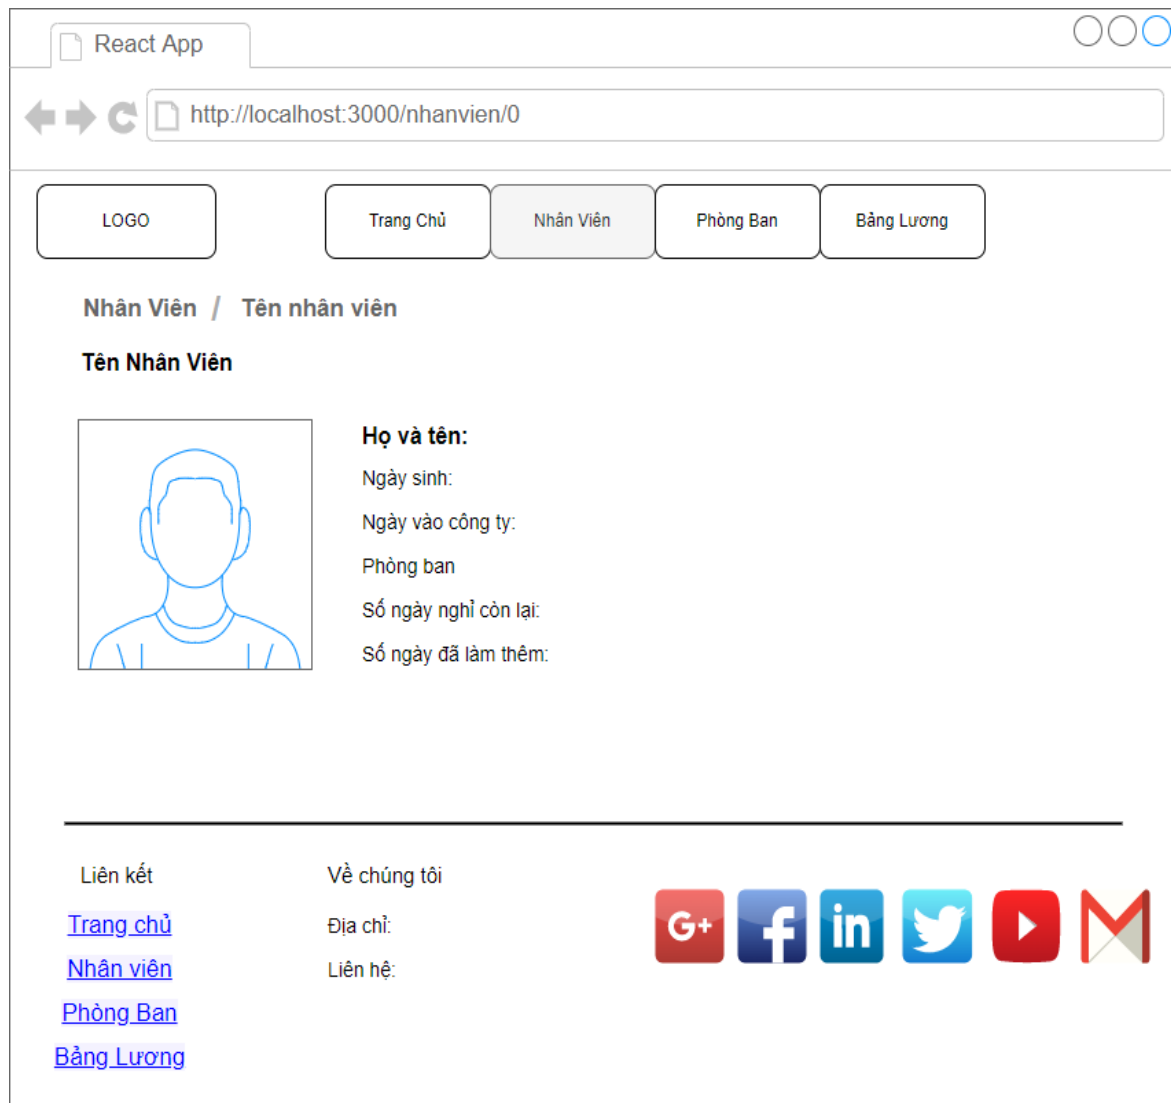 React App
http://localhost:3000/nhanvien/0
LOGO
Trang Chủ
Nhân Viên
Phòng Ban
Bảng Lương
Nhân Viên / Tên nhân viên
Tên Nhân Viên
Họ và tên:
Ngày sinh:
Ngày vào công ty:
Phòng ban
Số ngày nghỉ còn lại:
Số ngày đã làm thêm:
Liên kết
Trang chủ
Nhân viên
Phòng Ban
Bảng Lương
Về chúng tôi
Địa chỉ:
Liên hệ:
G+
f
in